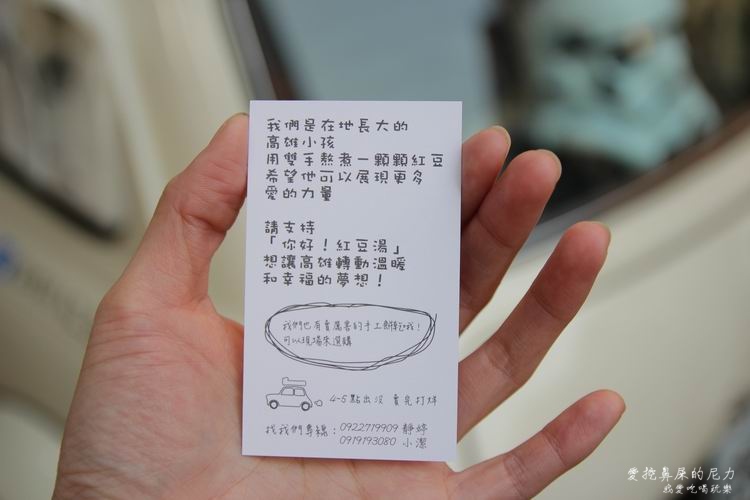 我們是在地長大的
高雄小孩
用雙手熬煮一顆顆紅豆
希望他可以展現更多
愛的力量
請支持
「你好！紅豆湯」
想讓高雄轉動溫暖
和幸福的夢想！
我們也有賣厲害的手工餅乾哦！
可以現場來選購
4-5點出沒 賣完打烊
找我們專線：0922719909 靜婷
0919193080 小潔
愛挖鼻屎的尼力
我愛吃喝玩樂